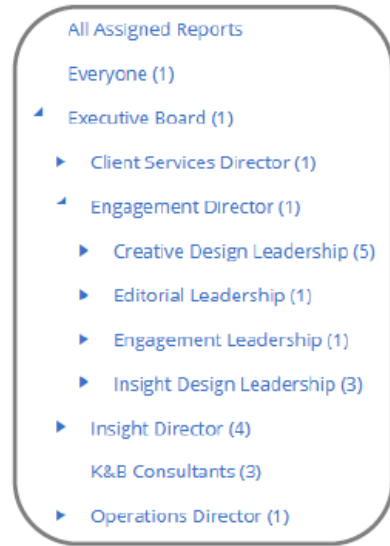 All Assigned Reports
Everyone (1)
Executive Board (1)
Client Services Director (1)
Engagement Director (1)
Creative Design Leadership (5)
Editorial Leadership (1)
Engagement Leadership (1)
Insight Design Leadership (3)
Insight Director (4)
K&B Consultants (3)
Operations Director (1)